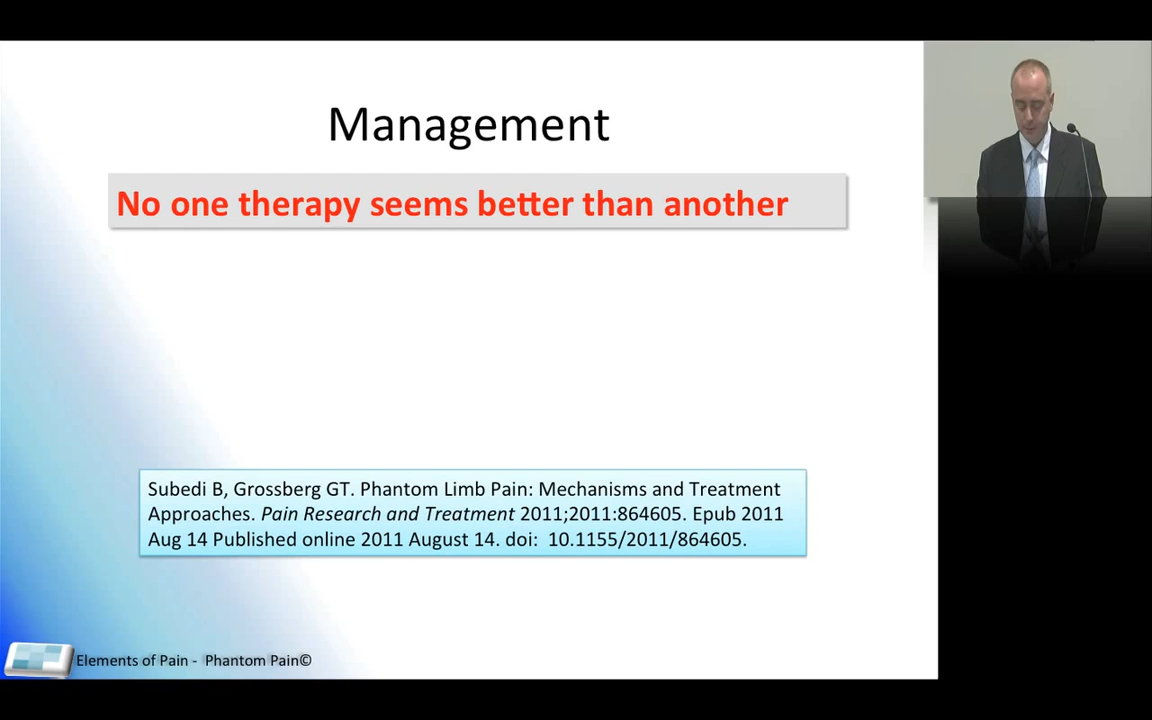 Management
No one therapy seems better than another
Subedi B, Grossberg GT. Phantom Limb Pain: Mechanisms and Treatment
Approaches. Pain Research and Treatment 2011;2011:864605. Epub 2011
Aug 14 Published online 2011 August 14. doi:  10.1155/2011/864605.
Elements of Pain -  Phantom Pain©